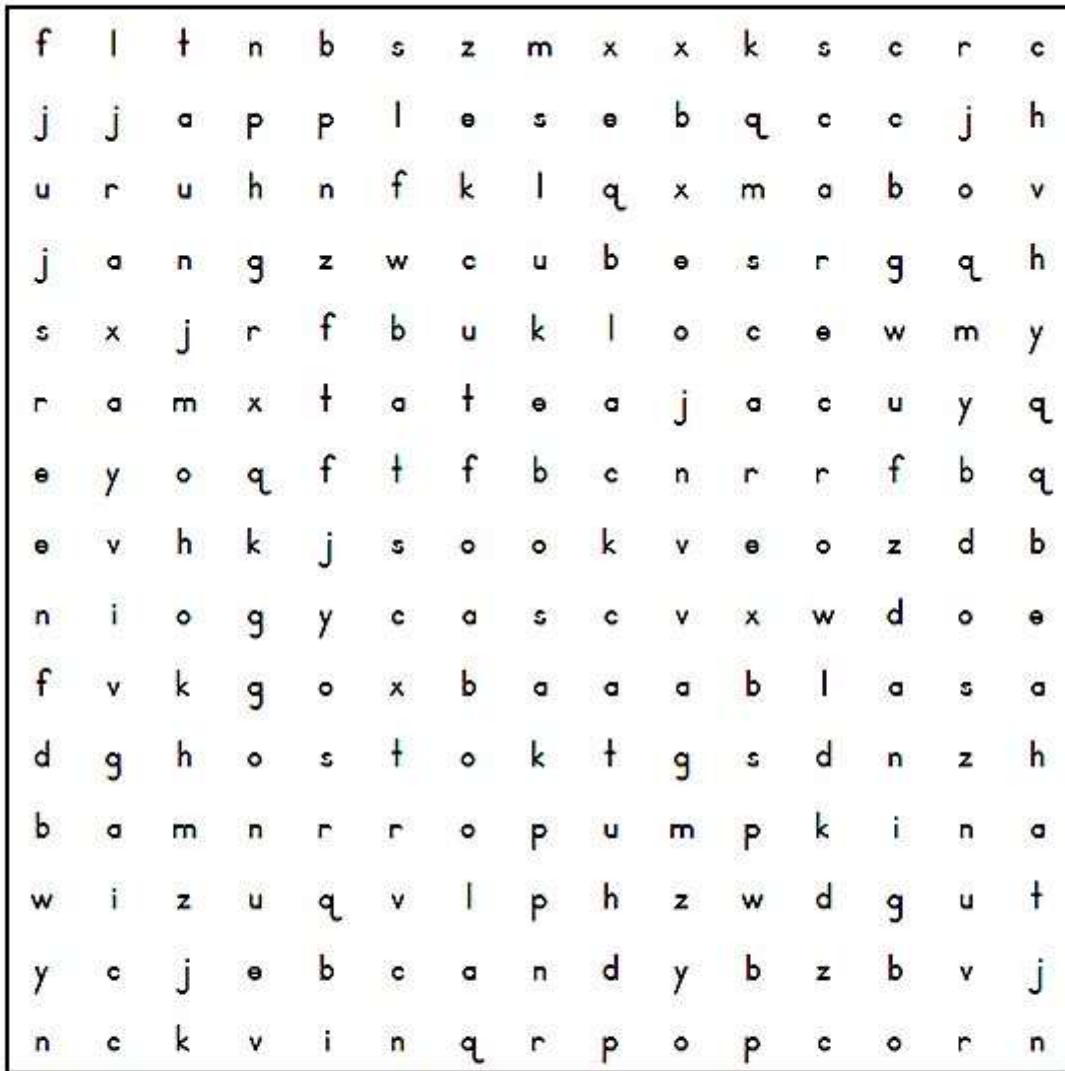 f l t n b s z m x x k s c r c
j j a p p l e s e b q c c j h
u r u h n f k l q x m a b o v
j a n g z w c u b e s r g q h
s x j r f b u k l o c e w m y
r a m x t a t e a j a c u y q
e y o q f t f b c n r r f b q
e v h k j s o o k v e o z d b
n i o g y c a s c v x w d o e
f v k g o x b a a a b l a s a
d g h o s t o k t g s d n z h
b a m n r r o p u m p k i n a
w i z u q v l p h z w d g u t
y c j e b c a n d y b z b v j
n c k v i n q r p o p c o r n